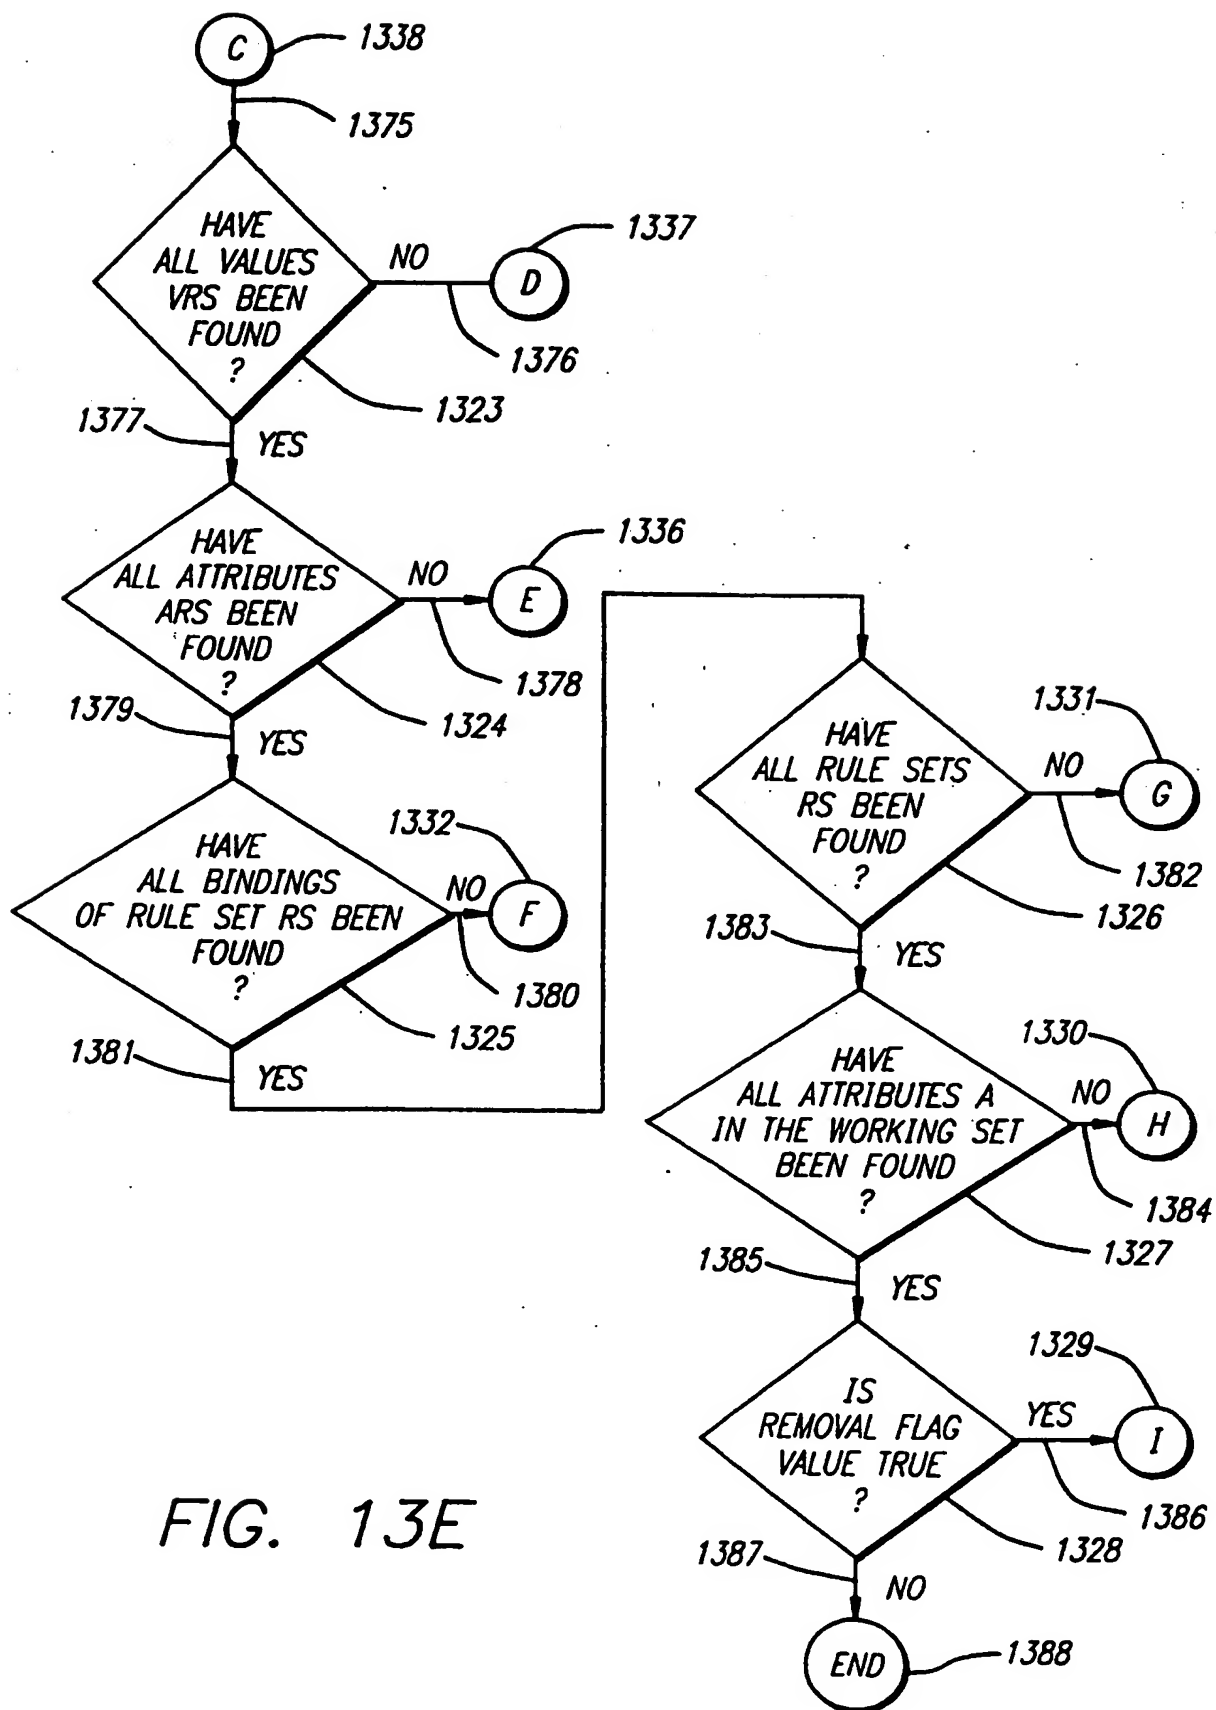 C
1338
1375
HAVE
ALL VALUES
VRS BEEN
FOUND
?
NO
D
1337
1376
1323
1377
YES
HAVE
ALL ATTRIBUTES
ARS BEEN
FOUND
?
NO
E
1336
1378
1324
1379
YES
HAVE
ALL BINDINGS
OF RULE SET RS BEEN
FOUND
?
NO
F
1332
1380
1325
1381
YES
HAVE
ALL RULE SETS
RS BEEN
FOUND
?
NO
G
1331
1382
1326
1383
YES
HAVE
ALL ATTRIBUTES A
IN THE WORKING SET
BEEN FOUND
?
NO
H
1330
1384
1327
1385
YES
IS
REMOVAL FLAG
VALUE TRUE
?
YES
I
1329
1386
1328
1387
NO
END
1388
FIG. 13E